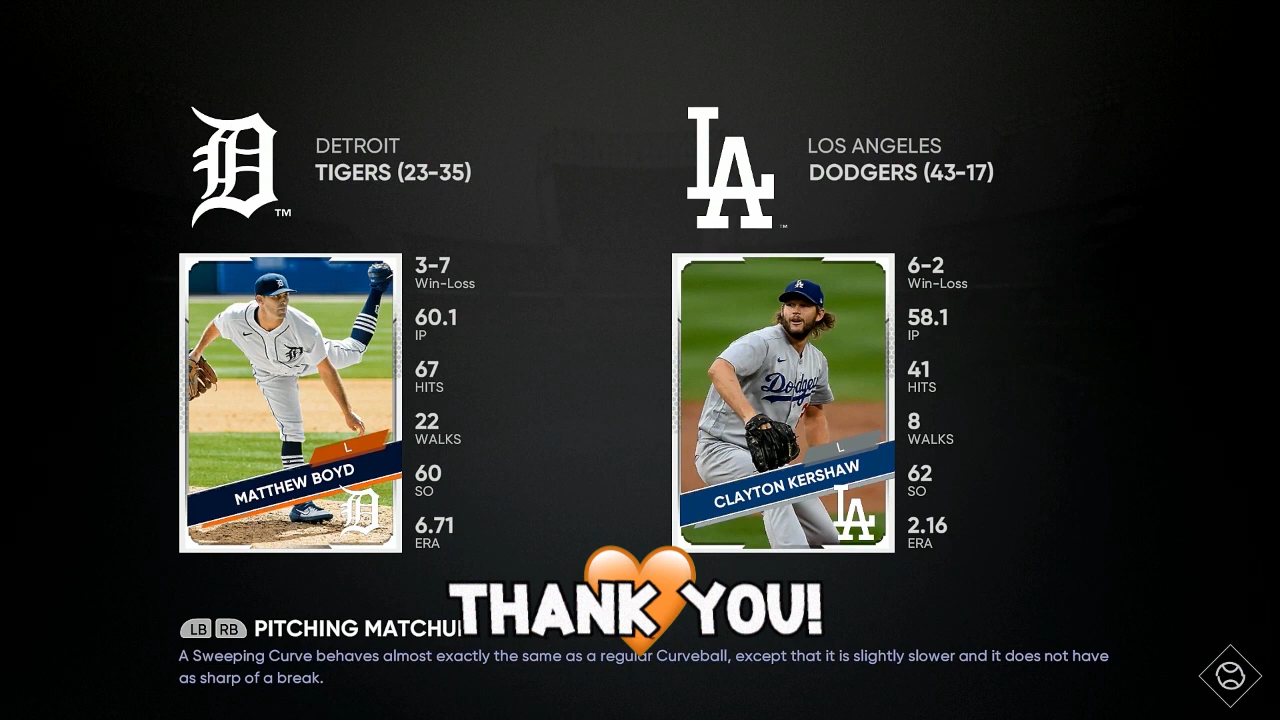 DETROIT
TIGERS (23-35)
D
TM
LOS ANGELES
DODGERS (43-17)
LA
TM
3-7
Win-Loss
60.1
IP
67
HITS
22
WALKS
60
SO
6.71
ERA
L
MATTHEW BOYD
D
6-2
Win-Loss
58.1
IP
41
HITS
8
WALKS
62
SO
2.16
ERA
Dodgers
L
CLAYTON KERSHAW
LA
THANK YOU!
LB RB PITCHING MATCHU
A Sweeping Curve behaves almost exactly the same as a regular Curveball, except that it is slightly slower and it does not have
as sharp of a break.